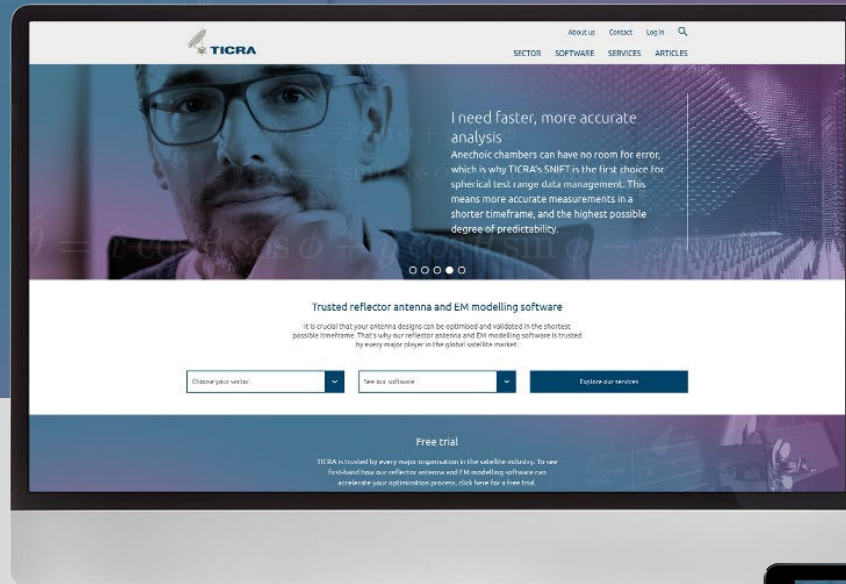 TICRA
About us Contact Log in
SECTOR SOFTWARE SERVICES ARTICLES
I need faster, more accurate
analysis
Anechoic chambers can have no room for error,
which is why TICRA's SNIFT is the first choice for
spherical test range data management. This
means more accurate measurements in a
shorter timeframe, and the highest possible
degree of predictability.
Trusted reflector antenna and EM modelling software
It is crucial that your antenna designs can be optimised and validated in the shortest
possible timeframe. That's why our reflector antenna and EM modelling software is trusted
by every major player in the global satellite market.
Choose your sector
See our software
Explore our services
Free trial
TICRA is trusted by every major organisation in the satellite industry. To see
first-hand how our reflector antenna and EM modelling software can
accelerate your optimization process, click here for a free trial.